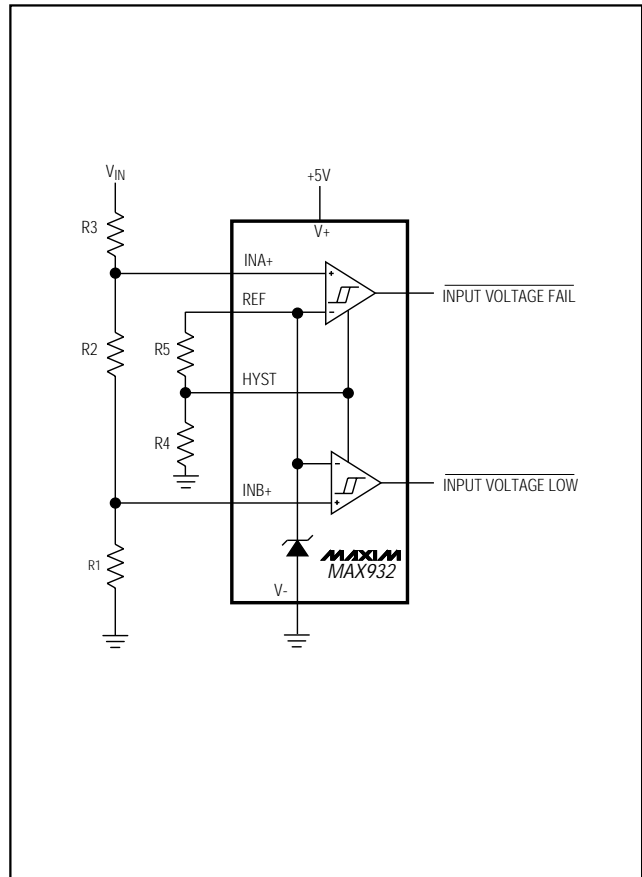 V_IN
+5V
R3
V+
INA+
INPUT VOLTAGE FAIL
REF
R2
R5
HYST
R4
INB+
INPUT VOLTAGE LOW
R1
MAXIM
MAX932
V-